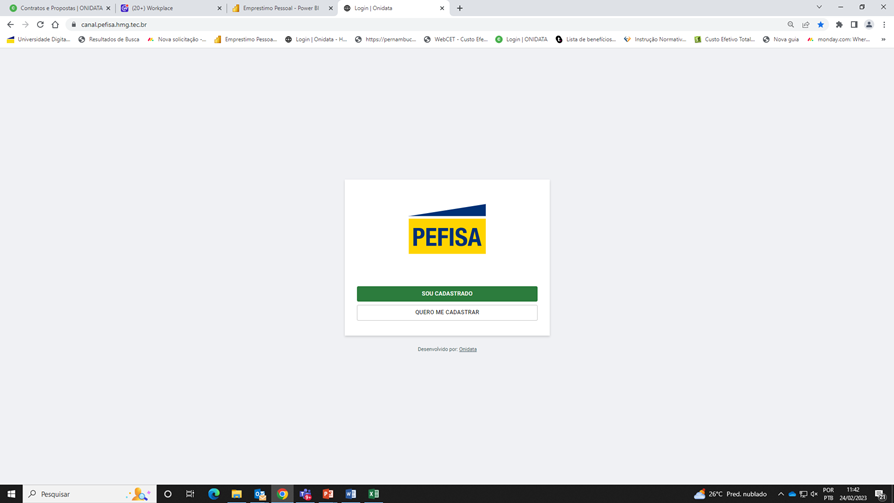 Contratos e Propostas | ONIDATA
(20+) Workplace
Emprestimo Pessoal - Power BI
Login | Onidata
canal.pefisa.hmg.tec.br
Universidade Digita...
Resultados de Busca
Nova solicitação -...
Emprestimo Pessoa...
Login | Onidata - H...
https://pernambuc...
WebCET - Custo Efe...
Login | ONIDATA
Lista de benefícios...
Instrução Normativ...
Custo Efetivo Total...
Nova guia
monday.com: Wher...
»
PEFISA
SOU CADASTRADO
QUERO ME CADASTRAR
Desenvolvido por: Onidata
Pesquisar
26°C Pred. nublado
POR
PTB
11:42
24/02/2023